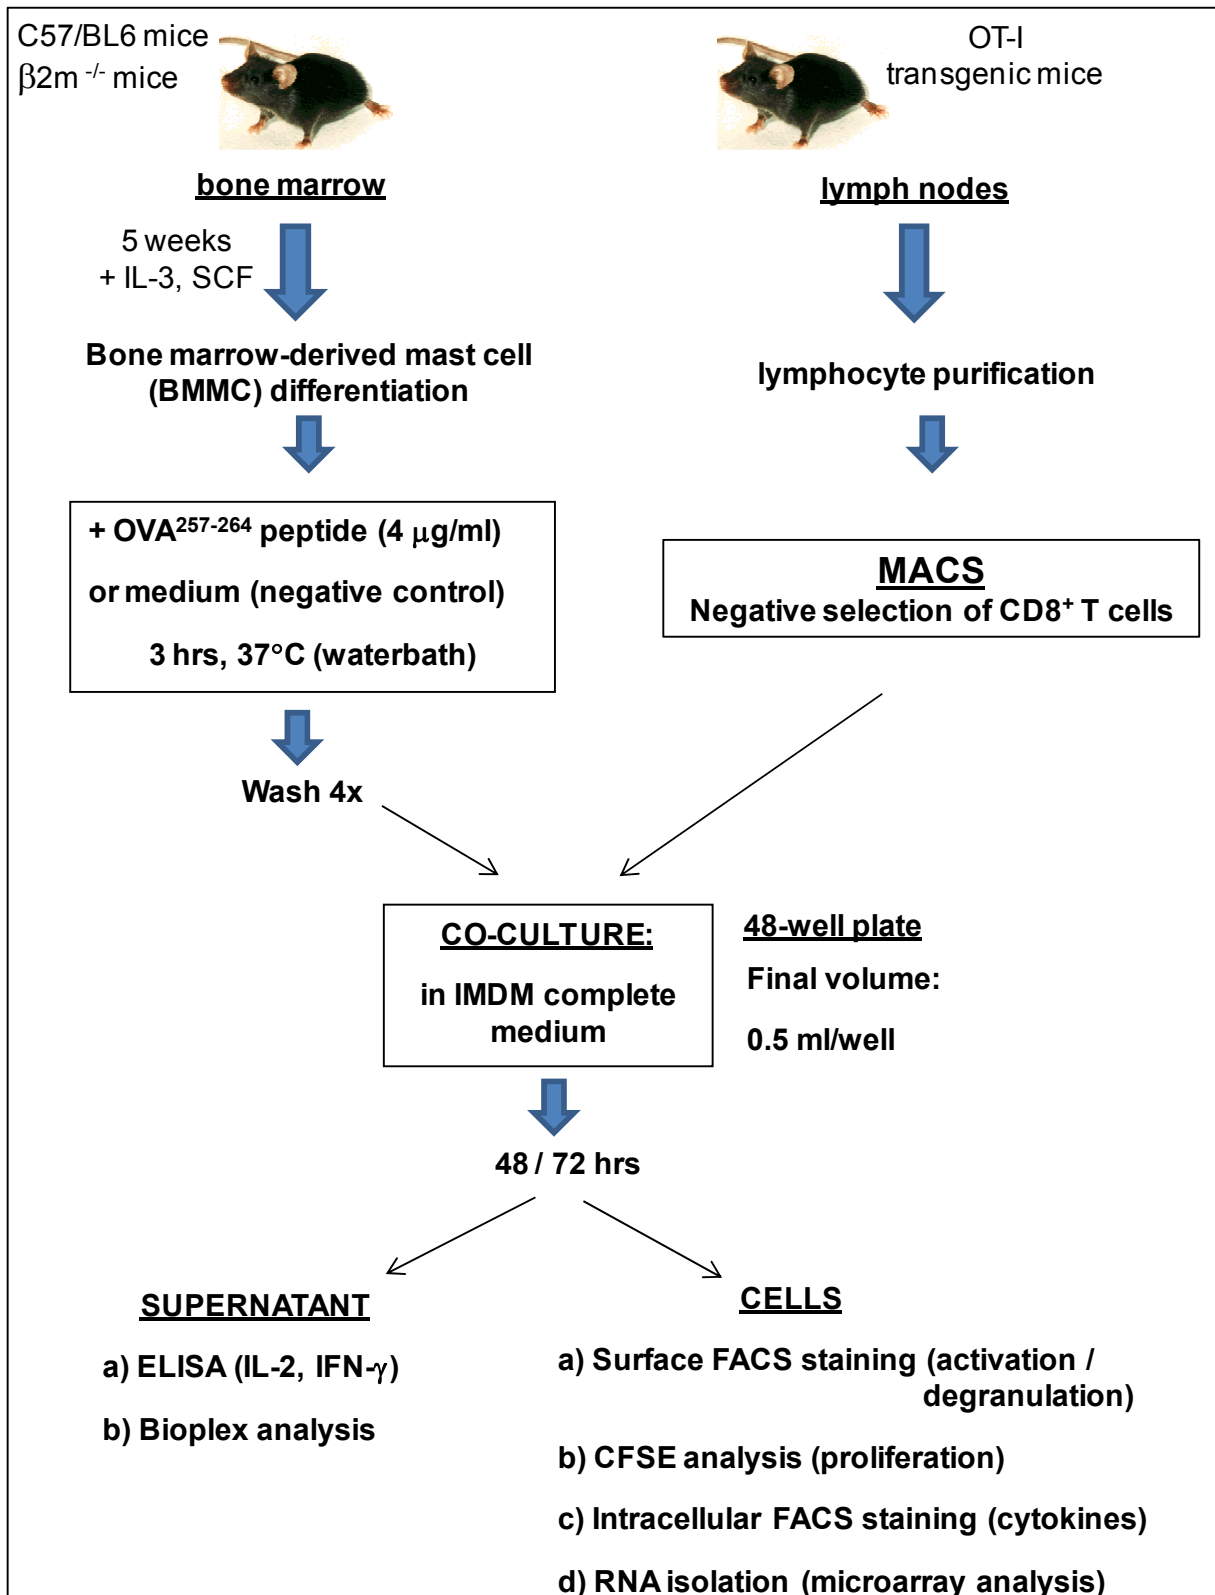 C57/BL6 mice
β2m -/- mice
OT-I
transgenic mice
bone marrow
lymph nodes
5 weeks
+ IL-3, SCF
Bone marrow-derived mast cell
(BMMC) differentiation
lymphocyte purification
+ OVA257-264 peptide (4 μg/ml)
or medium (negative control)
3 hrs, 37°C (waterbath)
MACS
Negative selection of CD8+ T cells
Wash 4x
CO-CULTURE:
in IMDM complete
medium
48-well plate
Final volume:
0.5 ml/well
48 / 72 hrs
SUPERNATANT
a) ELISA (IL-2, IFN-γ)
b) Bioplex analysis
CELLS
a) Surface FACS staining (activation /
degranulation)
b) CFSE analysis (proliferation)
c) Intracellular FACS staining (cytokines)
d) RNA isolation (microarray analysis)